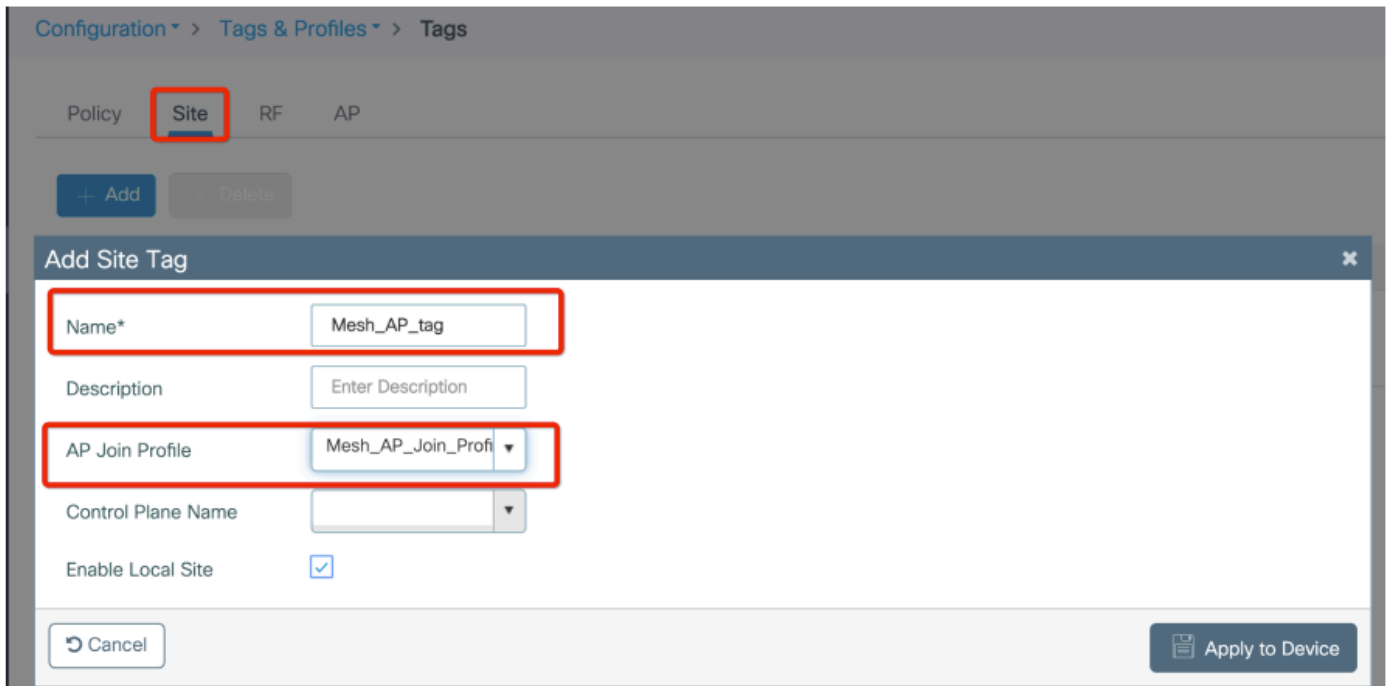 Configuration > Tags & Profiles > Tags
Policy Site RF AP
+ Add × Delete
Add Site Tag ✖
Name* Mesh_AP_tag
Description Enter Description
AP Join Profile Mesh_AP_Join_Profi
Control Plane Name
Enable Local Site
Cancel Apply to Device